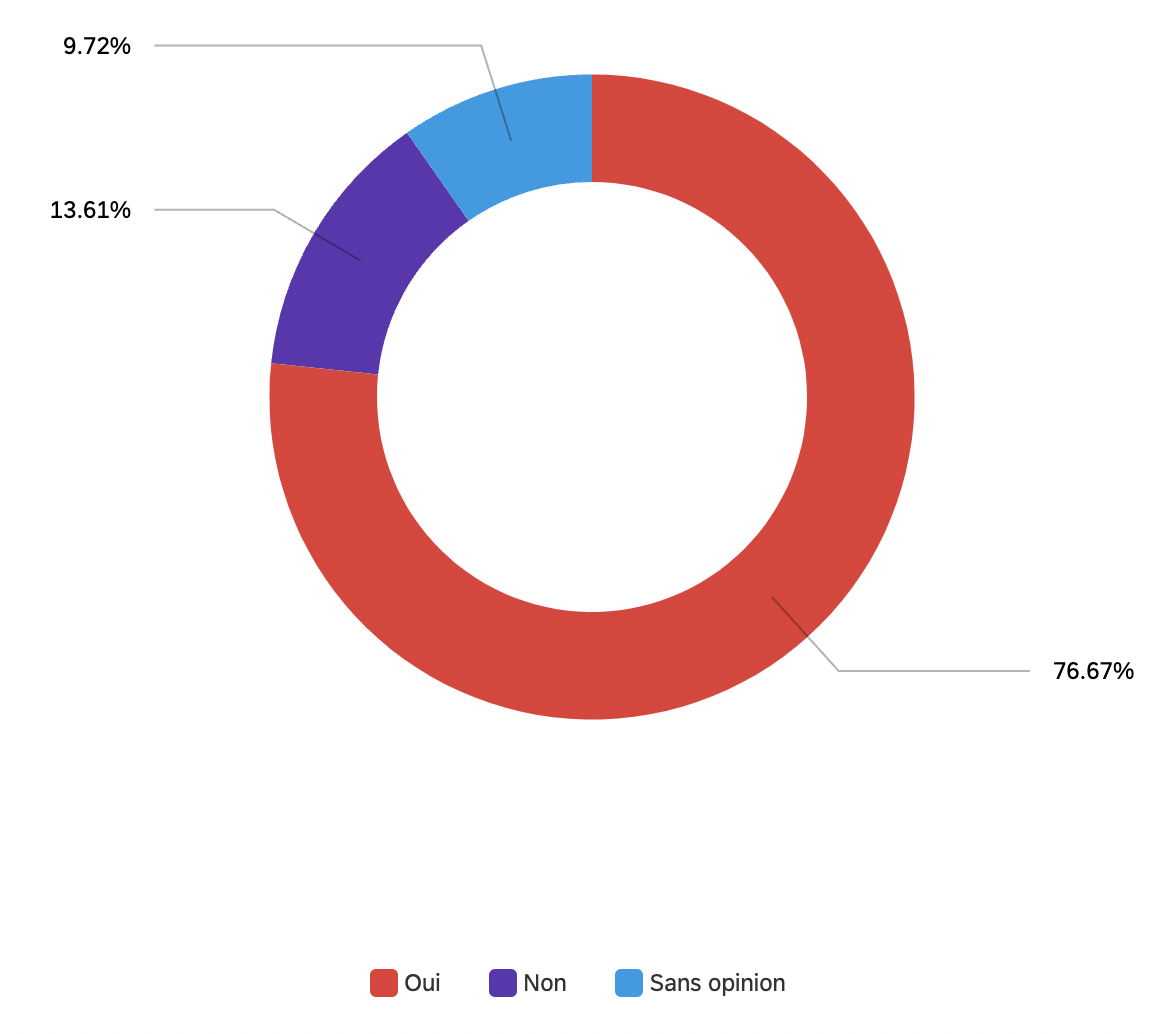 9.72%
13.61%
76.67%
Oui Non Sans opinion